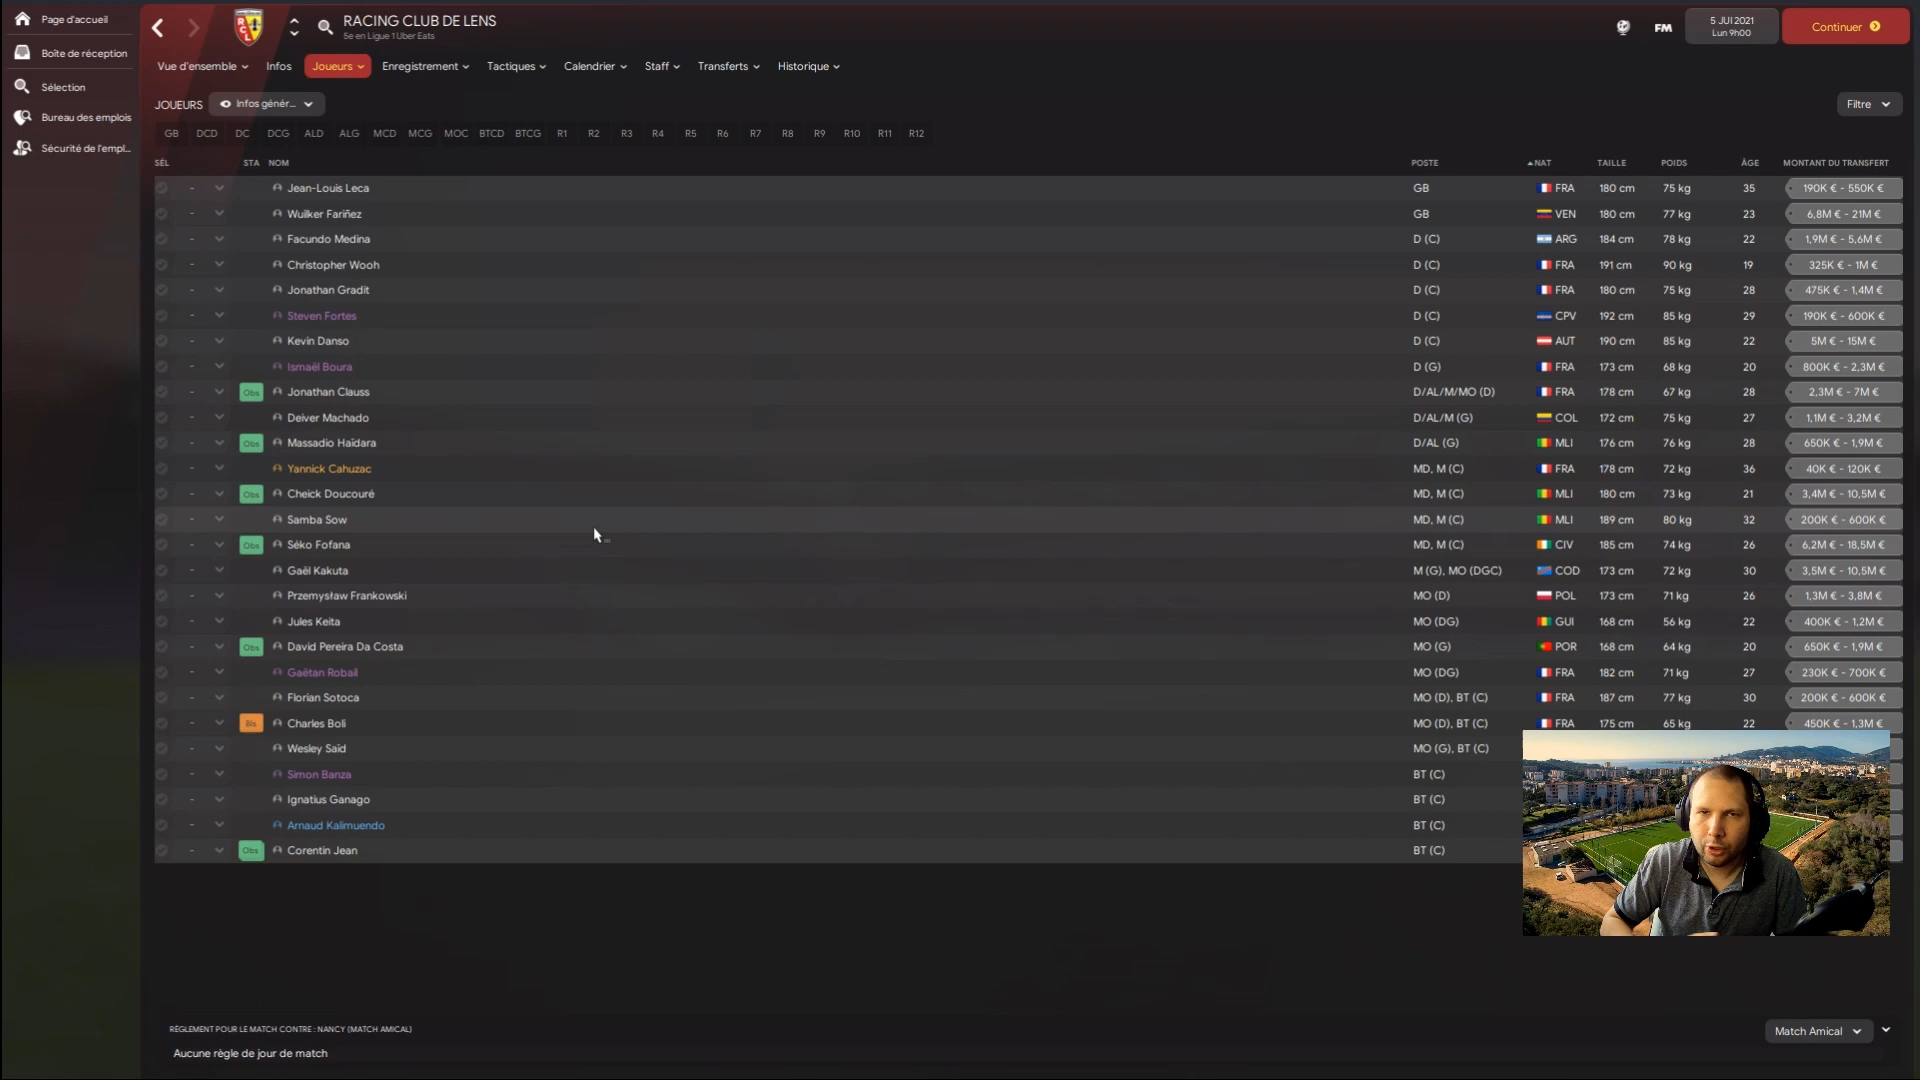 Page d'accueil
Boîte de réception
Sélection
Bureau des emplois
Sécurité de l'empl...
RACING CLUB DE LENS
5e en Ligue 1 Uber Eats
FM
5 JUI 2021
Lun 9h00
Continuer
Vue d'ensemble Infos Joueurs Enregistrement Tactiques Calendrier Staff Transferts Historique
JOUEURS Infos génér... Filtre
GB DCD DC DCG ALD ALG MCD MCG MOC BTCD BTCG R1 R2 R3 R4 R5 R6 R7 R8 R9 R10 R11 R12
SÉL STA NOM POSTE NAT TAILLE POIDS ÂGE MONTANT DU TRANSFERT
- Jean-Louis Leca GB FRA 180 cm 75 kg 35 190K € - 550K €
- Wuilker Fariñez GB VEN 180 cm 77 kg 23 6,8M € - 21M €
- Facundo Medina D (C) ARG 184 cm 78 kg 22 1,9M € - 5,6M €
- Christopher Wooh D (C) FRA 191 cm 90 kg 19 325K € - 1M €
- Jonathan Gradit D (C) FRA 180 cm 75 kg 28 475K € - 1,4M €
- Steven Fortes D (C) CPV 192 cm 85 kg 29 190K € - 600K €
- Kevin Danso D (C) AUT 190 cm 85 kg 22 5M € - 15M €
- Ismaël Boura D (G) FRA 173 cm 68 kg 20 800K € - 2,3M €
- Obs Jonathan Clauss D/AL/M/MO (D) FRA 178 cm 67 kg 28 2,3M € - 7M €
- Deiver Machado D/AL/M (G) COL 172 cm 75 kg 27 1,1M € - 3,2M €
- Obs Massadio Haïdara D/AL (G) MLI 176 cm 76 kg 28 650K € - 1,9M €
- Yannick Cahuzac MD, M (C) FRA 178 cm 72 kg 36 40K € - 120K €
- Obs Cheick Doucouré MD, M (C) MLI 180 cm 73 kg 21 3,4M € - 10,5M €
- Samba Sow MD, M (C) MLI 189 cm 80 kg 32 200K € - 600K €
- Obs Séko Fofana MD, M (C) CIV 185 cm 74 kg 26 6,2M € - 18,5M €
- Gaël Kakuta M (G), MO (DGC) COD 173 cm 72 kg 30 3,5M € - 10,5M €
- Przemysław Frankowski MO (D) POL 173 cm 71 kg 26 1,3M € - 3,8M €
- Jules Keita MO (DG) GUI 168 cm 56 kg 22 400K € - 1,2M €
- Obs David Pereira Da Costa MO (G) POR 168 cm 64 kg 20 650K € - 1,9M €
- Gaëtan Robail MO (DG) FRA 182 cm 71 kg 27 230K € - 700K €
- Florian Sotoca MO (D), BT (C) FRA 187 cm 77 kg 30 200K € - 600K €
- Bls Charles Boli MO (D), BT (C) FRA 175 cm 65 kg 22 450K € - 1,3M €
- Wesley Saïd MO (G), BT (C)
- Simon Banza BT (C)
- Ignatius Ganago BT (C)
- Arnaud Kalimuendo BT (C)
- Obs Corentin Jean BT (C)
RÈGLEMENT POUR LE MATCH CONTRE : NANCY (MATCH AMICAL)
Match Amical
Aucune règle de jour de match